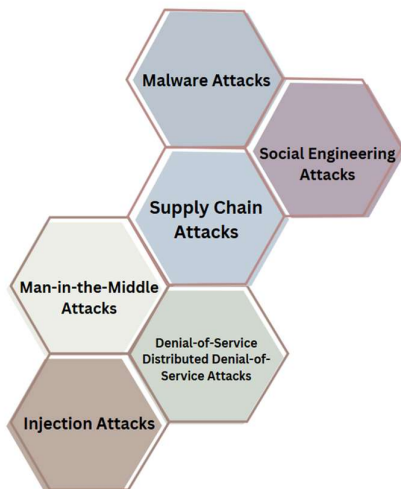 Malware Attacks
Social Engineering
Attacks
Supply Chain
Attacks
Man-in-the-Middle
Attacks
Denial-of-Service
Distributed Denial-of-
Service Attacks
Injection Attacks